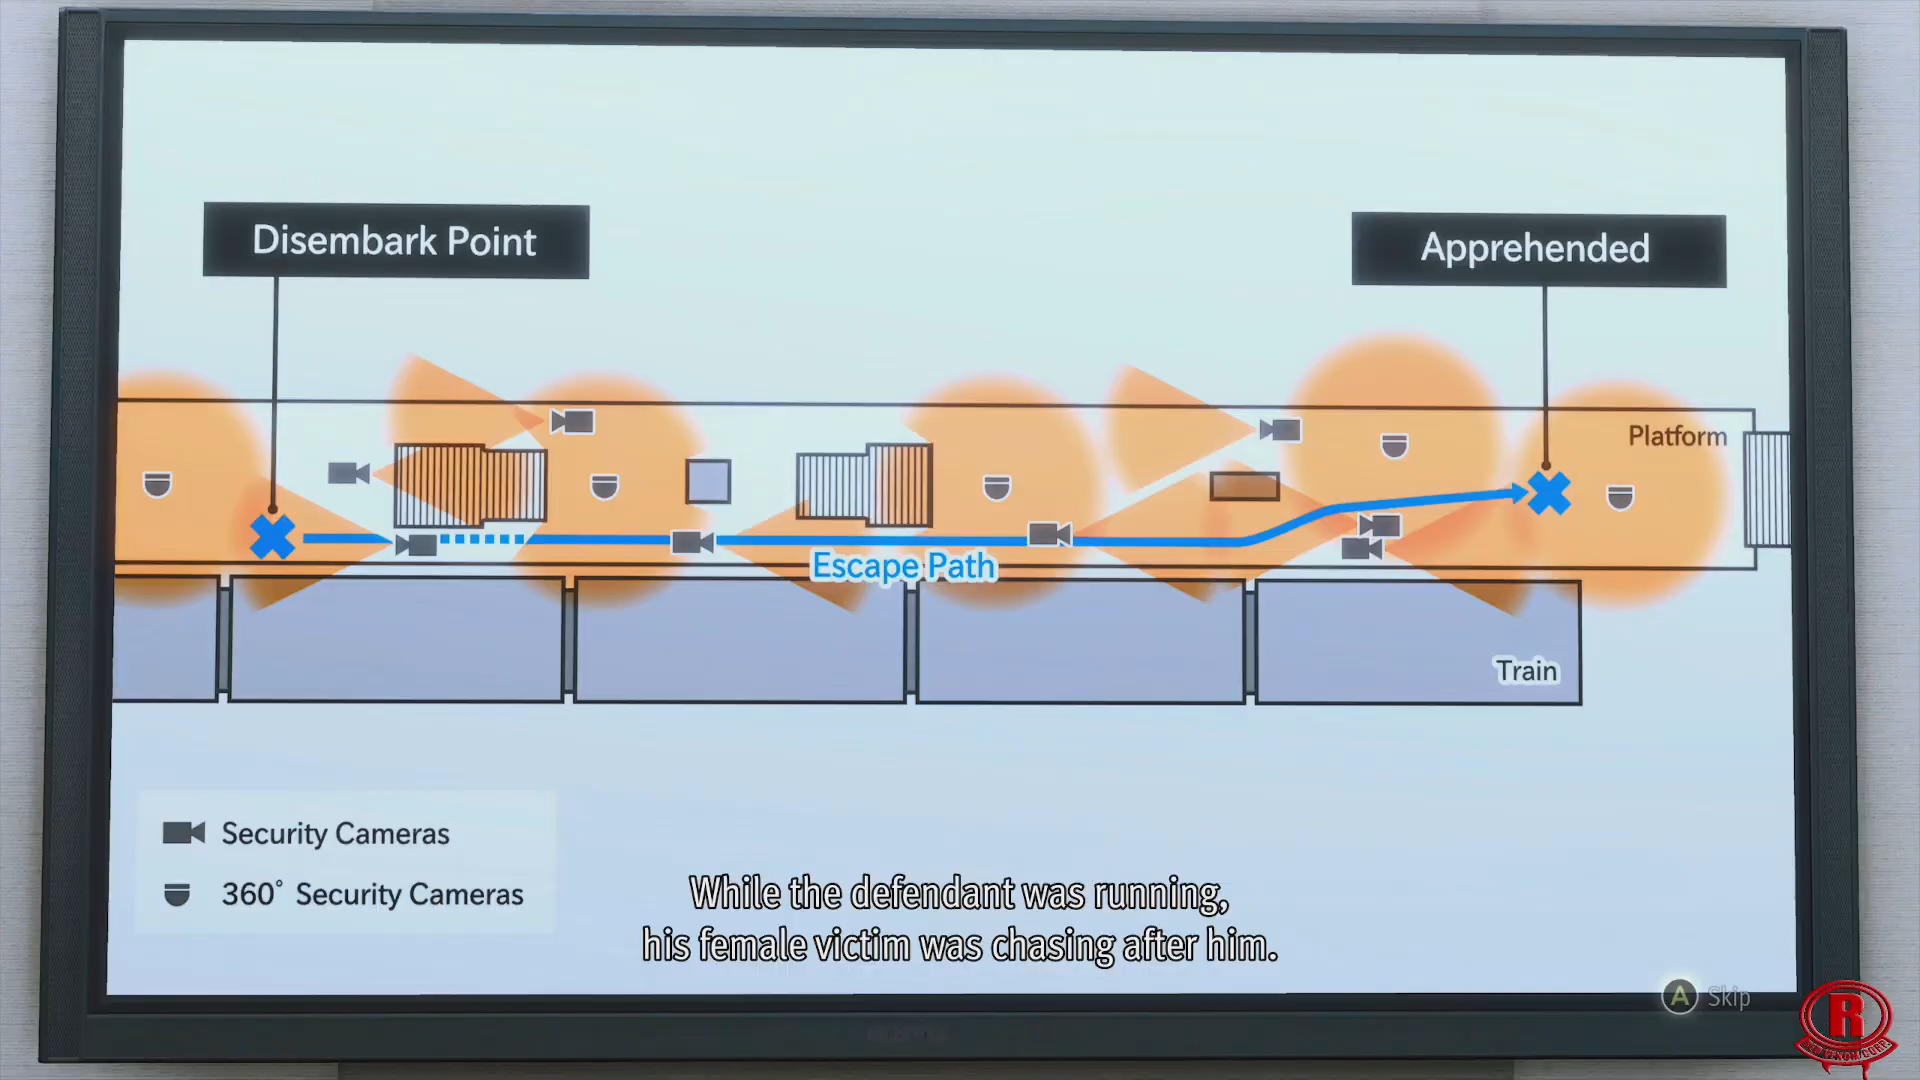 Disembark Point
Apprehended
Platform
Escape Path
Train
Security Cameras
360° Security Cameras
While the defendant was running,
his female victim was chasing after him.
A Skip
R